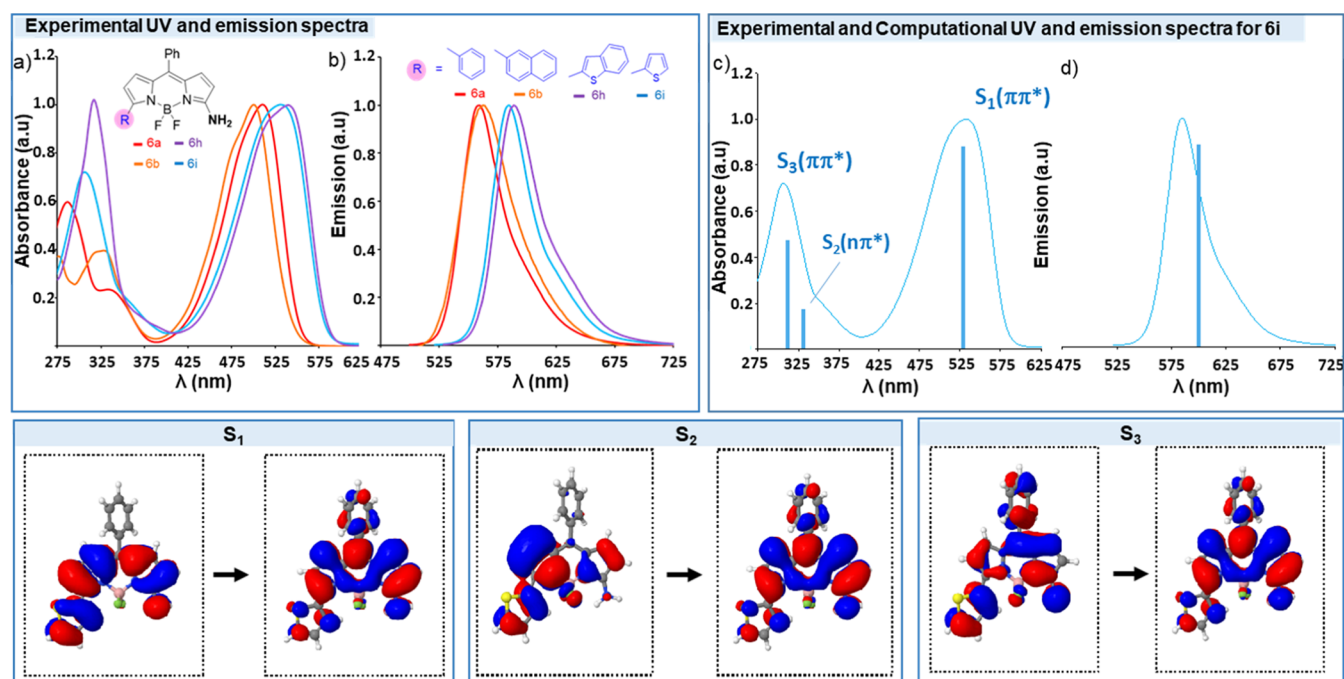 Experimental UV and emission spectra
a)
Absorbance (a.u)
1.2
1.0
0.8
0.6
0.4
0.2
275 325 375 425 475 525 575 625
λ (nm)
Ph
N N
B
F F
R
NH2
6a 6h
6b 6i
b)
Emission (a.u)
1.2
1.0
0.8
0.6
0.4
0.2
475 525 575 625 675 725
λ (nm)
R =
S
S
6a 6b 6h 6i
Experimental and Computational UV and emission spectra for 6i
c)
Absorbance (a.u)
1.2
1.0
0.8
0.6
0.4
0.2
275 325 375 425 475 525 575 625
λ (nm)
S3(ππ*)
S2(nπ*)
S1(ππ*)
d)
Emission (a.u)
475 525 575 625 675 725
λ (nm)
S1
S2
S3